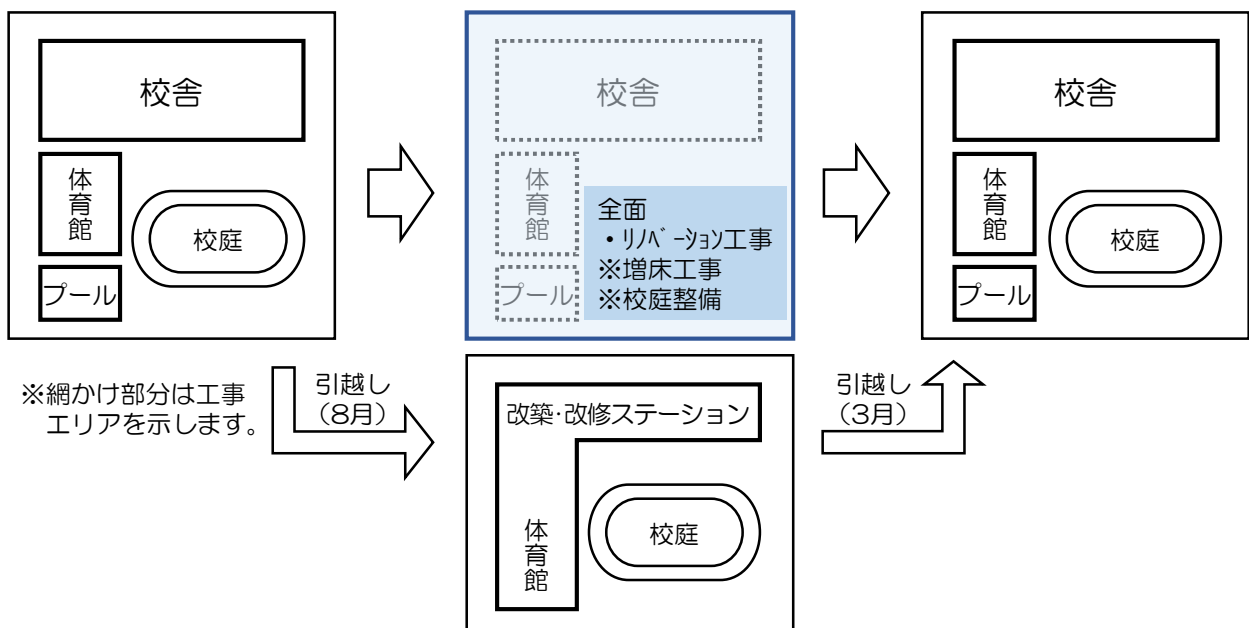 校舎
体育館
プール
校庭
校舎
体育館
プール
全面
・ﾘﾉﾍﾞｰｼｮﾝ工事
※増床工事
※校庭整備
校舎
体育館
プール
校庭
※網かけ部分は工事
エリアを示します。
引越し
（8月）
改築・改修ステーション
体育館
校庭
引越し
（3月）